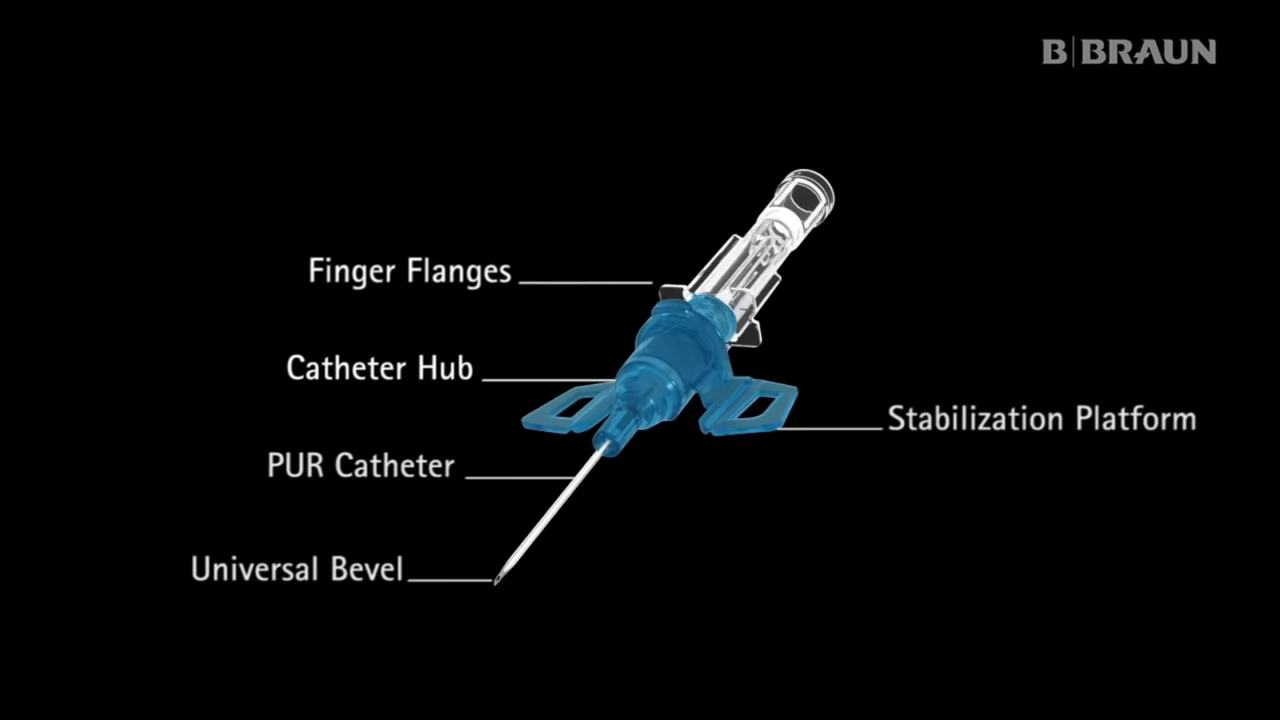 B|BRAUN
Finger Flanges
Catheter Hub
Stabilization Platform
PUR Catheter
Universal Bevel